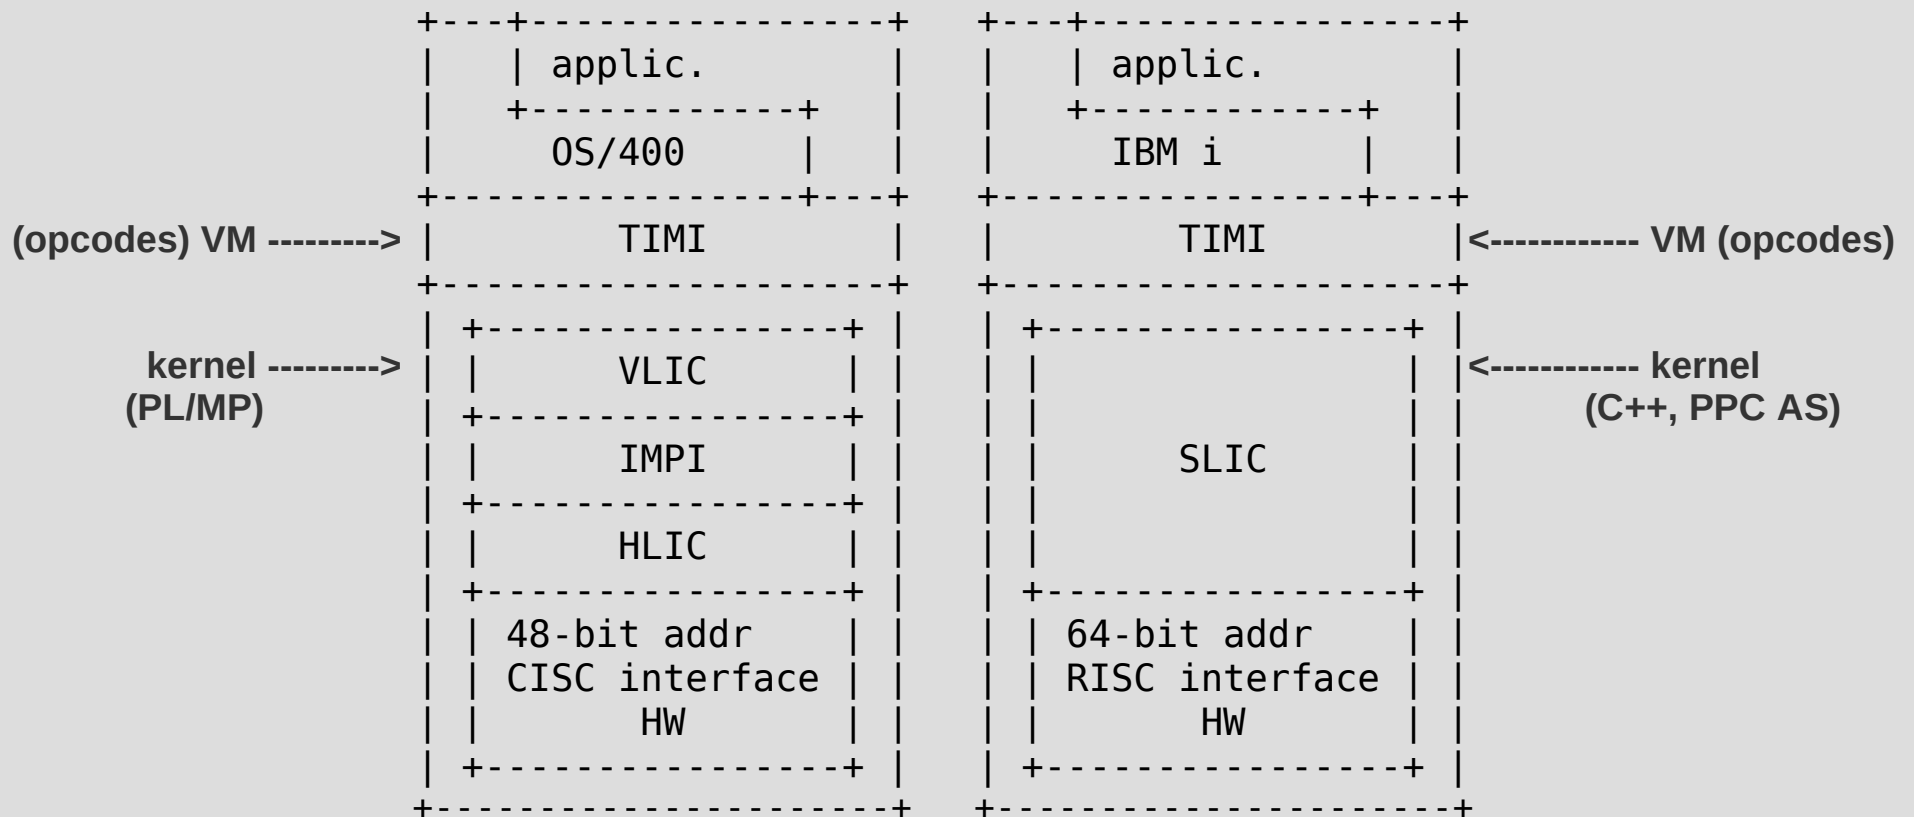 +---+----------------+   +---+----------------+
|   | applic.        |   |   | applic.        |
|   +------------+   |   |   +------------+   |
|     OS/400     |   |   |     IBM i      |   |
+----------------+---+   +----------------+---+
(opcodes) VM ---------> |        TIMI        |   |        TIMI        |<------------ VM (opcodes)
+--------------------+   +--------------------+
| +----------------+ |   | +----------------+ |
kernel ---------> | |      VLIC      | |   | |                | |<------------ kernel
(PL/MP) | +----------------+ |   | |                | | (C++, PPC AS)
| |      IMPI      | |   | |      SLIC      | |
| +----------------+ |   | |                | |
| |      HLIC      | |   | |                | |
| +----------------+ |   | +----------------+ |
| | 48-bit addr    | |   | | 64-bit addr    | |
| | CISC interface | |   | | RISC interface | |
| |       HW       | |   | |       HW       | |
| +----------------+ |   | +----------------+ |
+--------------------+   +--------------------+